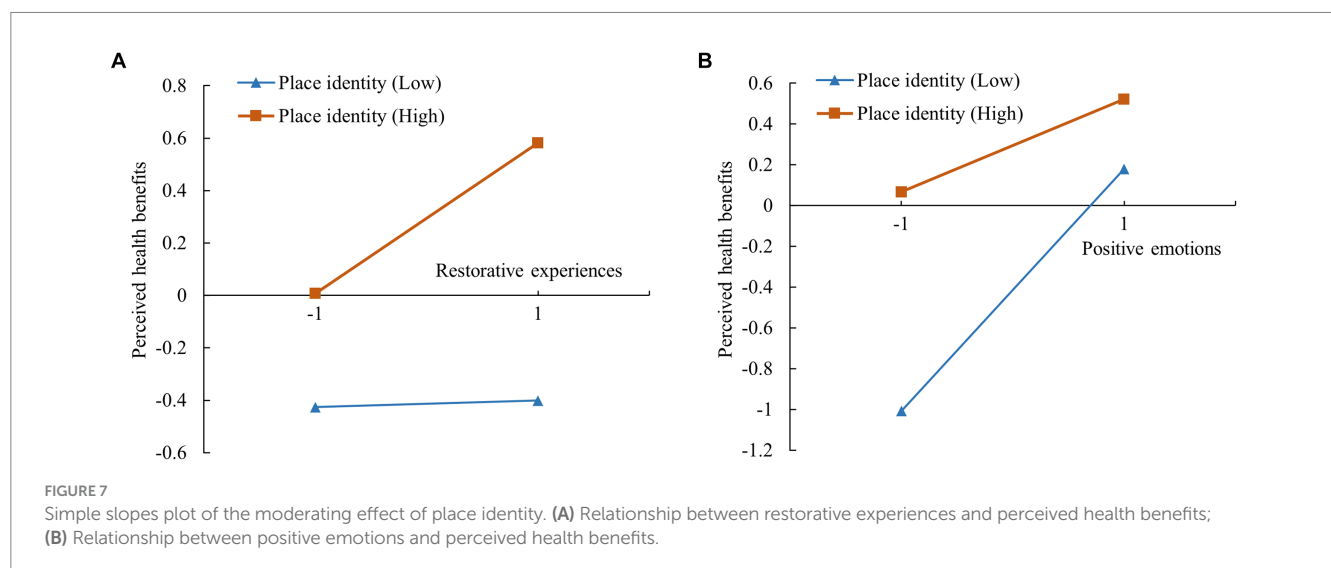 A
Place identity (Low)
Place identity (High)
0.8
0.6
0.4
0.2
0
-0.2
-0.4
-0.6
Perceived health benefits
Restorative experiences
-1
1
B
Place identity (Low)
Place identity (High)
0.6
0.4
0.2
0
-0.2
-0.4
-0.6
-0.8
-1
-1.2
Perceived health benefits
-1
1
Positive emotions
FIGURE 7
Simple slopes plot of the moderating effect of place identity. (A) Relationship between restorative experiences and perceived health benefits;
(B) Relationship between positive emotions and perceived health benefits.